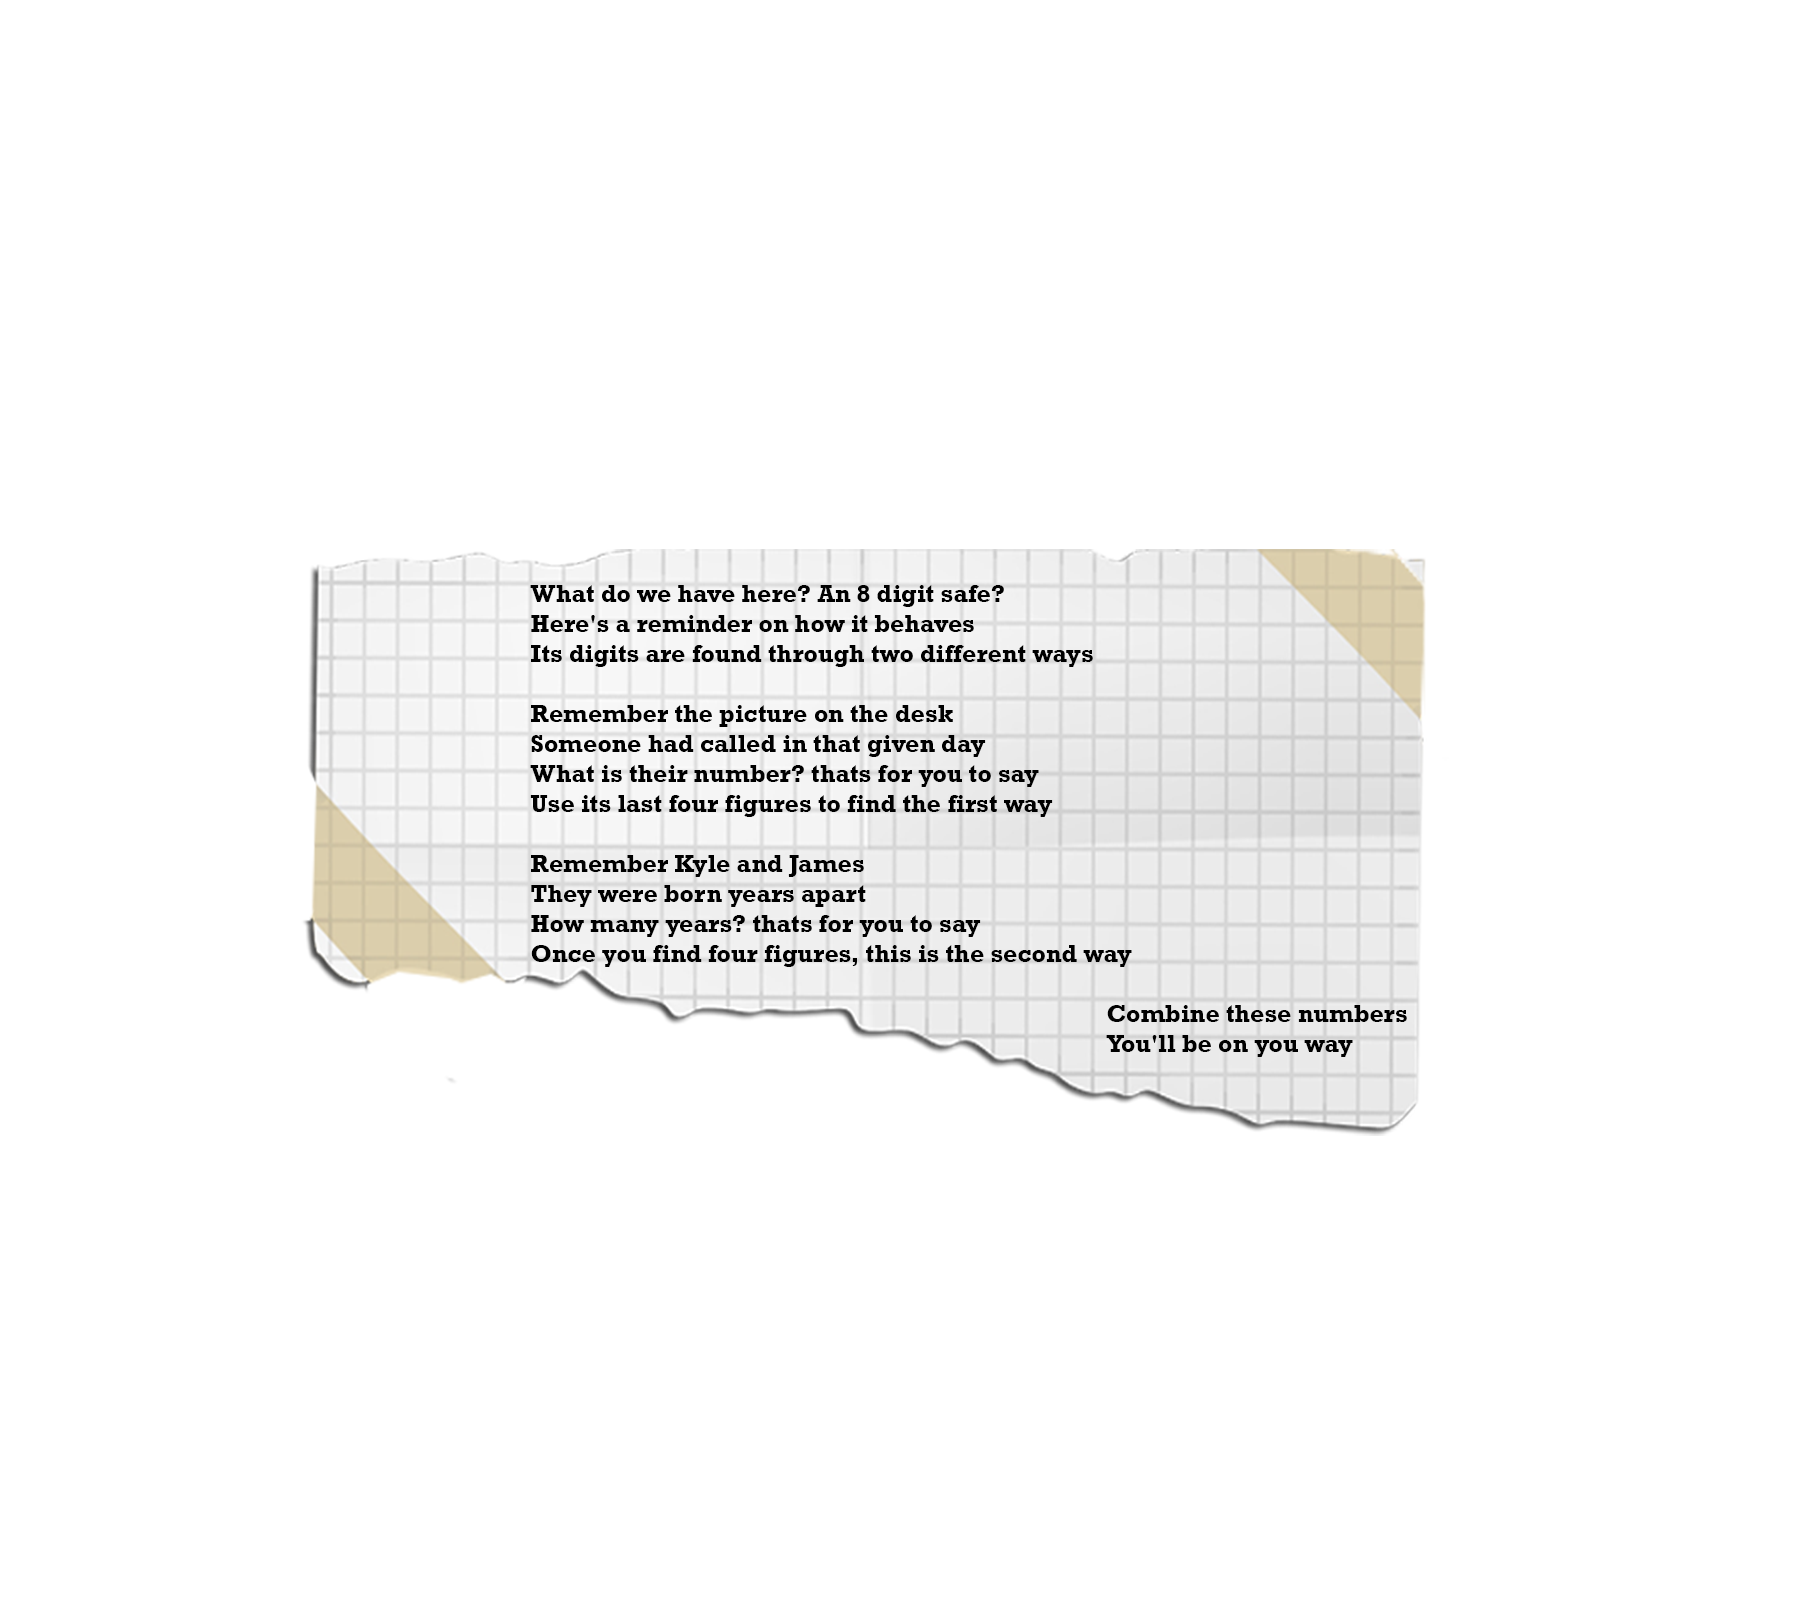 What do we have here? An 8 digit safe?
Here's a reminder on how it behaves
Its digits are found through two different ways
Remember the picture on the desk
Someone had called in that given day
What is their number? thats for you to say
Use its last four figures to find the first way
Remember Kyle and James
They were born years apart
How many years? thats for you to say
Once you find four figures, this is the second way
Combine these numbers
You'll be on you way